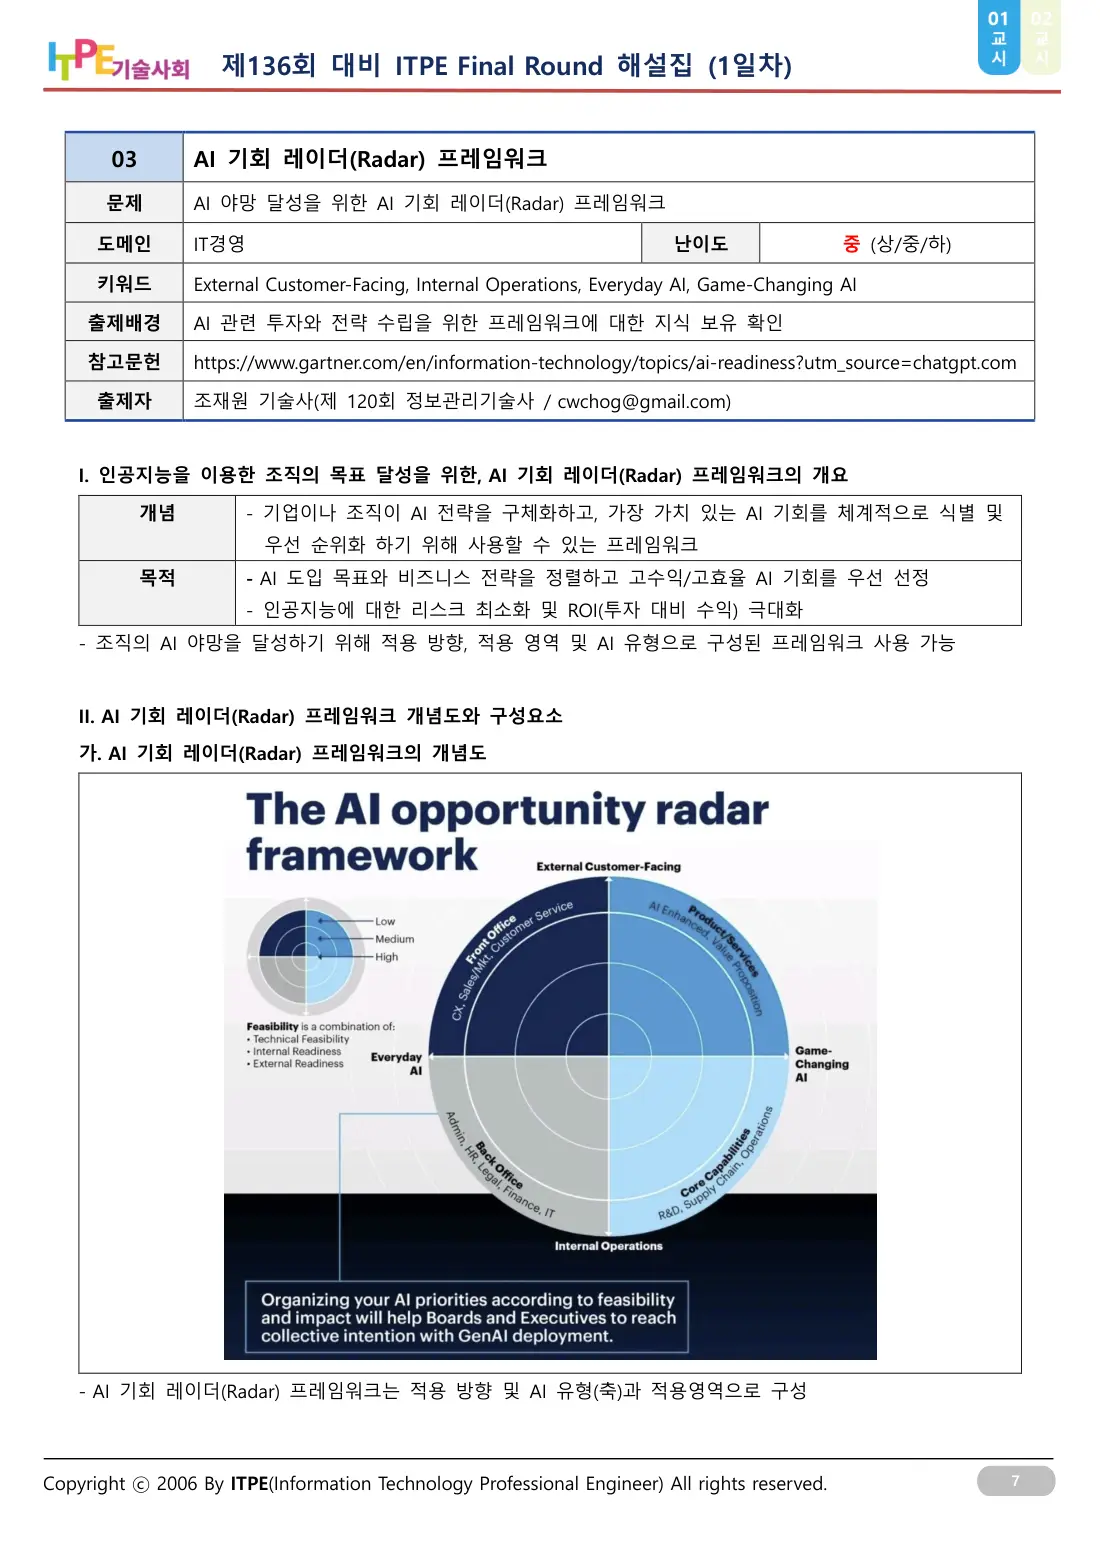 ITPE기술사회
제136회 대비 ITPE Final Round 해설집 (1일차)
01
교
시
02
교
시
03 AI 기회 레이더(Radar) 프레임워크
문제 AI 야망 달성을 위한 AI 기회 레이더(Radar) 프레임워크
도메인 IT경영 난이도 중 (상/중/하)
키워드 External Customer-Facing, Internal Operations, Everyday AI, Game-Changing AI
출제배경 AI 관련 투자와 전략 수립을 위한 프레임워크에 대한 지식 보유 확인
참고문헌 https://www.gartner.com/en/information-technology/topics/ai-readiness?utm_source=chatgpt.com
출제자 조재원 기술사(제 120회 정보관리기술사 / cwchog@gmail.com)
I. 인공지능을 이용한 조직의 목표 달성을 위한, AI 기회 레이더(Radar) 프레임워크의 개요
개념 - 기업이나 조직이 AI 전략을 구체화하고, 가장 가치 있는 AI 기회를 체계적으로 식별 및
우선 순위화 하기 위해 사용할 수 있는 프레임워크
목적 - AI 도입 목표와 비즈니스 전략을 정렬하고 고수익/고효율 AI 기회를 우선 선정
- 인공지능에 대한 리스크 최소화 및 ROI(투자 대비 수익) 극대화
- 조직의 AI 야망을 달성하기 위해 적용 방향, 적용 영역 및 AI 유형으로 구성된 프레임워크 사용 가능
II. AI 기회 레이더(Radar) 프레임워크 개념도와 구성요소
가. AI 기회 레이더(Radar) 프레임워크의 개념도
The AI opportunity radar
framework
External Customer-Facing
Low
Medium
High
Feasibility is a combination of:
• Technical Feasibility
• Internal Readiness
• External Readiness
Front Office
CX, Sales/Mkt, Customer Service
Product/Services
AI Enhanced, Value Proposition
Everyday
AI
Game-
Changing
AI
Back Office
Admin, HR, Legal, Finance, IT
Core Capabilities
R&D, Supply Chain, Operations
Internal Operations
Organizing your AI priorities according to feasibility
and impact will help Boards and Executives to reach
collective intention with GenAI deployment.
- AI 기회 레이더(Radar) 프레임워크는 적용 방향 및 AI 유형(축)과 적용영역으로 구성
Copyright ⓒ 2006 By ITPE(Information Technology Professional Engineer) All rights reserved.
7